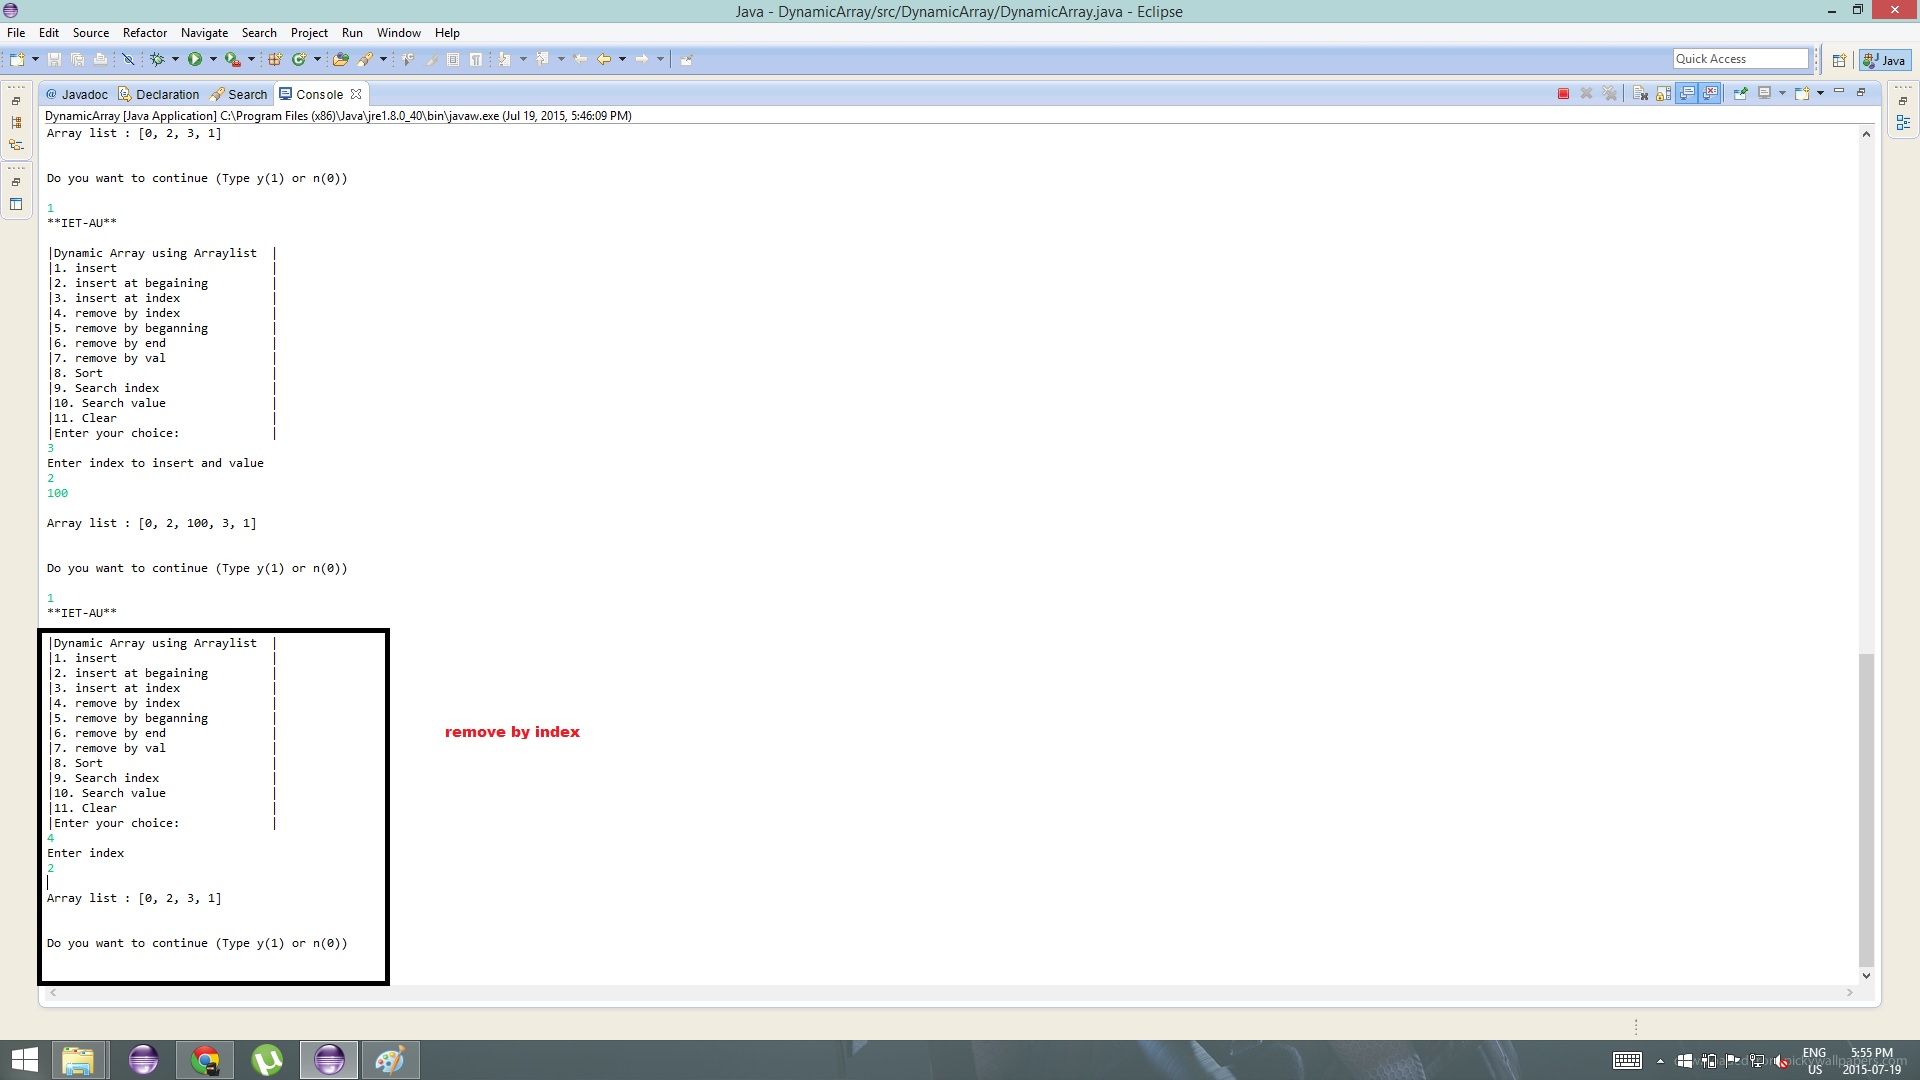 Java - DynamicArray/src/DynamicArray/DynamicArray.java - Eclipse
File Edit Source Refactor Navigate Search Project Run Window Help
Quick Access
Java
@ Javadoc Declaration Search Console
DynamicArray [Java Application] C:\Program Files (x86)\Java\jre1.8.0_40\bin\javaw.exe (Jul 19, 2015, 5:46:09 PM)
Array list : [0, 2, 3, 1]
Do you want to continue (Type y(1) or n(0))
1
**IET-AU**
|Dynamic Array using Arraylist |
|1. insert |
|2. insert at begaining |
|3. insert at index |
|4. remove by index |
|5. remove by beganning |
|6. remove by end |
|7. remove by val |
|8. Sort |
|9. Search index |
|10. Search value |
|11. Clear |
|Enter your choice: |
3
Enter index to insert and value
2
100
Array list : [0, 2, 100, 3, 1]
Do you want to continue (Type y(1) or n(0))
1
**IET-AU**
|Dynamic Array using Arraylist |
|1. insert |
|2. insert at begaining |
|3. insert at index |
|4. remove by index |
|5. remove by beganning |
|6. remove by end |
|7. remove by val |
|8. Sort |
|9. Search index |
|10. Search value |
|11. Clear |
|Enter your choice: |
remove by index
4
Enter index
2
Array list : [0, 2, 3, 1]
Do you want to continue (Type y(1) or n(0))
ENG
US
5:55 PM
2015-07-19